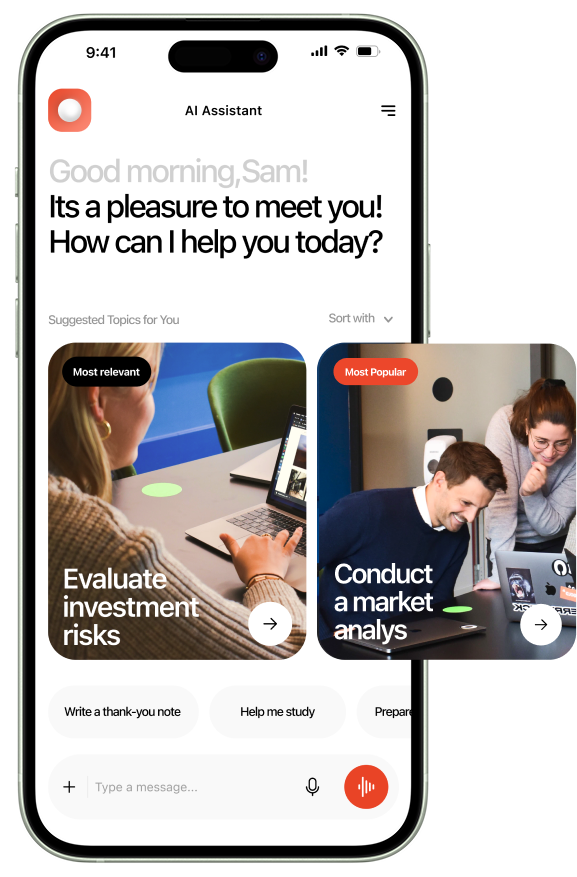 9:41
AI Assistant
Good morning,Sam!
Its a pleasure to meet you!
How can I help you today?
Suggested Topics for You
Sort with
Most relevant
Most Popular
Evaluate
investment
risks
Conduct
a market
analys
Write a thank-you note
Help me study
Prepare
Type a message...